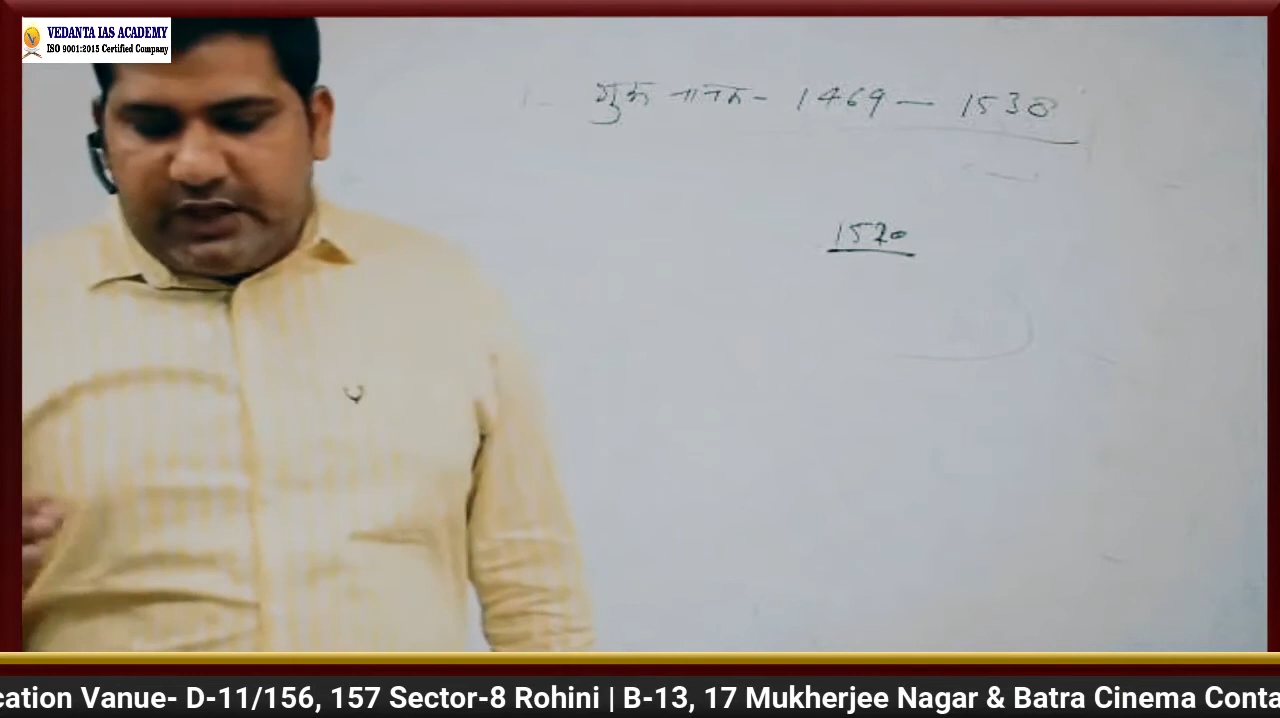 VEDANTA IAS ACADEMY
ISO 9001:2015 Certified Company
गुरु नानक - 1469 — 1538
1520
cation Vanue- D-11/156, 157 Sector-8 Rohini | B-13, 17 Mukherjee Nagar & Batra Cinema Conta